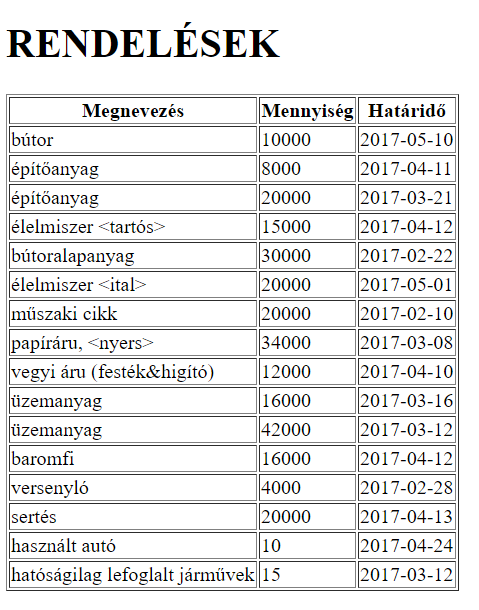 RENDELÉSEK
Megnevezés Mennyiség Határidő
bútor 10000 2017-05-10
építőanyag 8000 2017-04-11
építőanyag 20000 2017-03-21
élelmiszer <tartós> 15000 2017-04-12
bútoralapanyag 30000 2017-02-22
élelmiszer <ital> 20000 2017-05-01
műszaki cikk 20000 2017-02-10
papíráru, <nyers> 34000 2017-03-08
vegyi áru (festék&higító) 12000 2017-04-10
üzemanyag 16000 2017-03-16
üzemanyag 42000 2017-03-12
baromfi 16000 2017-04-12
versenyló 4000 2017-02-28
sertés 20000 2017-04-13
használt autó 10 2017-04-24
hatóságilag lefoglalt járművek 15 2017-03-12